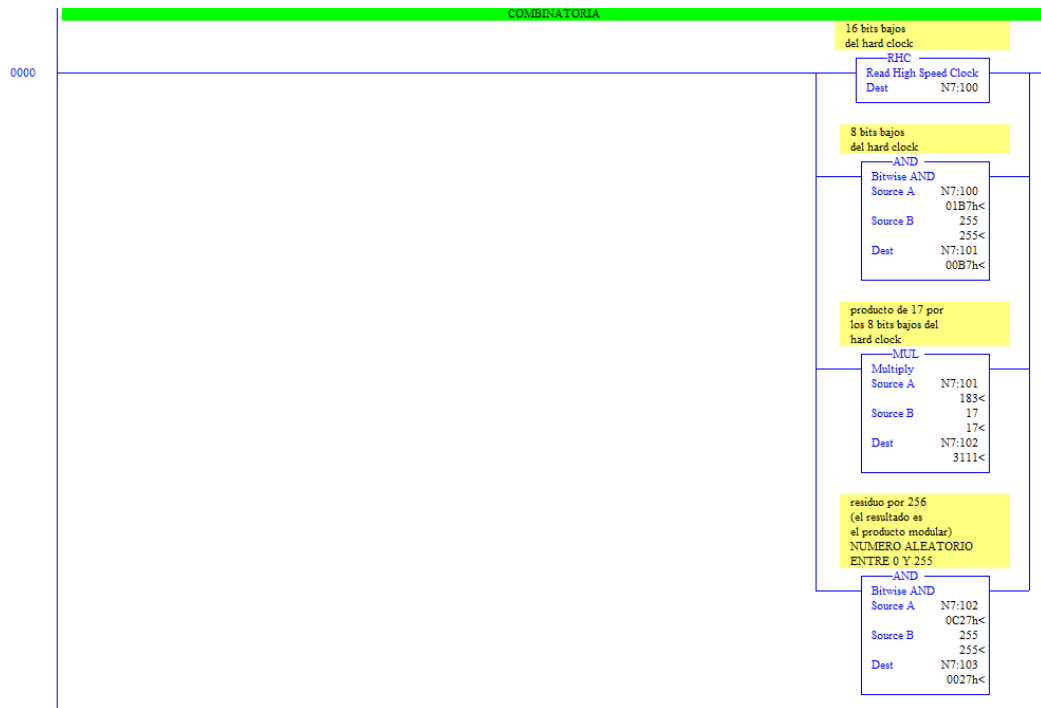 COMBINATORIA
16 bits bajos
del hard clock
0000
RHC
Read High Speed Clock
Dest N7:100
8 bits bajos
del hard clock
AND
Bitwise AND
Source A N7:100
01B7h<
Source B 255
255<
Dest N7:101
00B7h<
producto de 17 por
los 8 bits bajos del
hard clock
MUL
Multiply
Source A N7:101
183<
Source B 17
17<
Dest N7:102
3111<
residuo por 256
(el resultado es
el producto modular)
NUMERO ALEATORIO
ENTRE 0 Y 255
AND
Bitwise AND
Source A N7:102
0C27h<
Source B 255
255<
Dest N7:103
0027h<